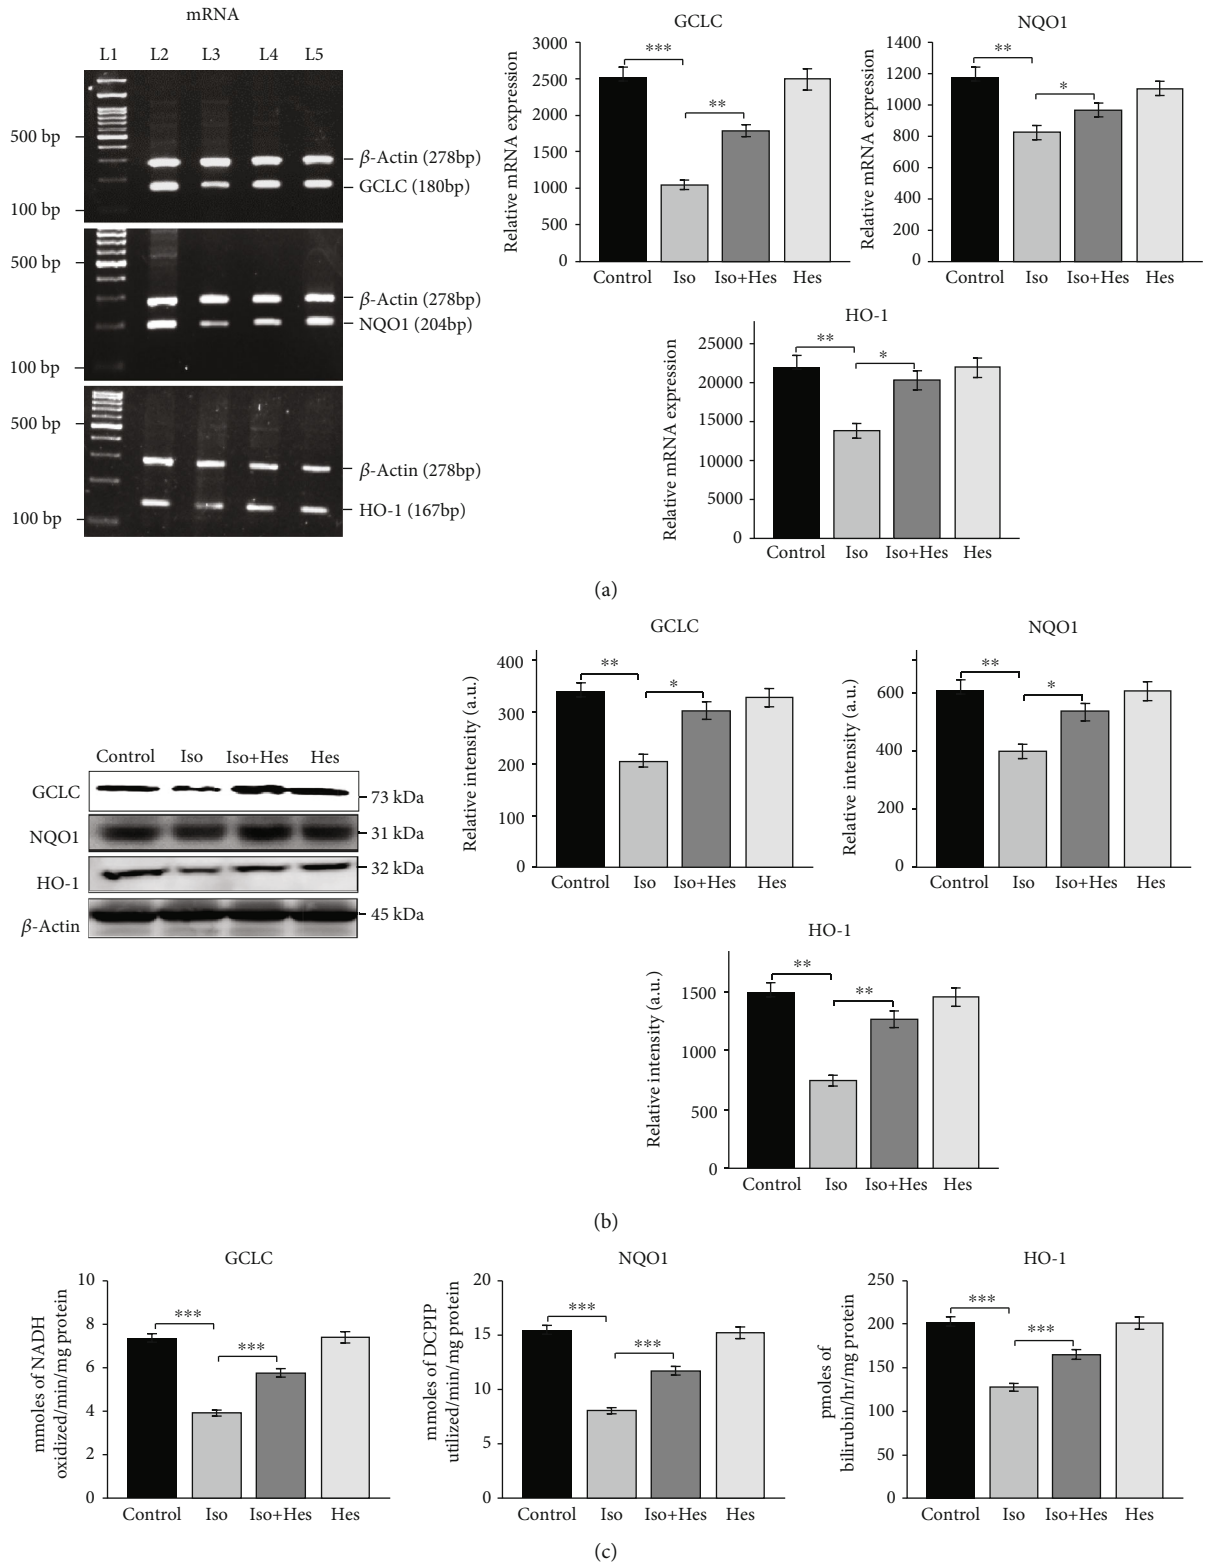 mRNA
L1 L2 L3 L4 L5
500 bp
β-Actin (278bp)
GCLC (180bp)
100 bp
500 bp
β-Actin (278bp)
NQO1 (204bp)
100 bp
500 bp
β-Actin (278bp)
HO-1 (167bp)
100 bp
GCLC
Relative mRNA expression
3000
2500
2000
1500
1000
500
0
***
**
Control Iso Iso+Hes Hes
NQO1
Relative mRNA expression
1400
1200
1000
800
600
400
200
0
**
*
Control Iso Iso+Hes Hes
HO-1
Relative mRNA expression
25000
20000
15000
10000
5000
0
**
*
Control Iso Iso+Hes Hes
(a)
Control Iso Iso+Hes Hes
GCLC
73 kDa
NQO1
31 kDa
HO-1
32 kDa
β-Actin
45 kDa
GCLC
Relative intensity (a.u.)
400
300
200
100
0
**
*
Control Iso Iso+Hes Hes
NQO1
Relative intensity (a.u.)
600
400
200
0
**
*
Control Iso Iso+Hes Hes
HO-1
Relative intensity (a.u.)
1500
1000
500
0
**
**
Control Iso Iso+Hes Hes
(b)
GCLC
mmoles of NADH
oxidized/min/mg protein
10
8
6
4
2
0
***
***
Control Iso Iso+Hes Hes
NQO1
mmoles of DCPIP
utilized/min/mg protein
20
15
10
5
0
***
***
Control Iso Iso+Hes Hes
HO-1
pmoles of
bilirubin/hr/mg protein
250
200
150
100
50
0
***
***
Control Iso Iso+Hes Hes
(c)